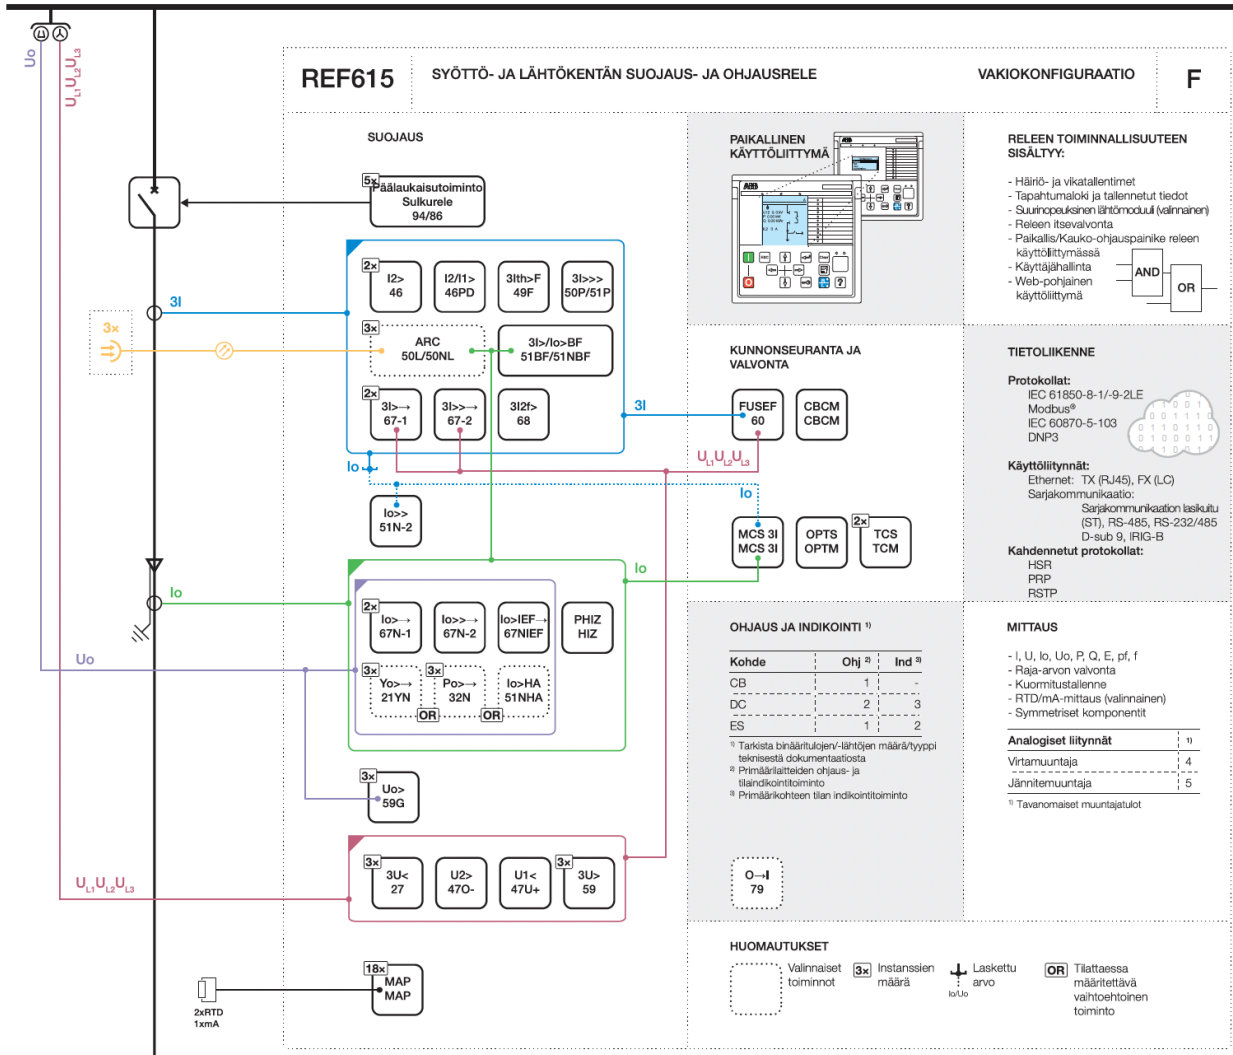 Uo
UL1UL2UL3
REF615
SYÖTTÖ- JA LÄHTÖKENTÄN SUOJAUS- JA OHJAUSRELE
VAKIOKONFIGURAATIO
F
SUOJAUS
5x
Päälaukaisutoiminto
Sulkurele
94/86
3I
2x
I2>
46
I2/I1>
46PD
3Ith>F
49F
3I>>>
50P/51P
3x
3x
ARC
50L/50NL
3I>/Io>BF
51BF/51NBF
2x
3I>→
67-1
3I>>→
67-2
3I2f>
68
3I
UL1UL2UL3
Io
Io>>
51N-2
Io
Io
Io
2x
Io>→
67N-1
Io>>→
67N-2
Io>IEF→
67NIEF
PHIZ
HIZ
Uo
3x
Yo>→
21YN
OR
3x
Po>→
32N
OR
Io>HA
51NHA
3x
Uo>
59G
UL1UL2UL3
3x
3U<
27
U2>
47O-
U1<
47U+
3x
3U>
59
18x
MAP
MAP
2xRTD
1xmA
PAIKALLINEN
KÄYTTÖLIITTYMÄ
ABB
ABB
RELEEN TOIMINNALLISUUTEEN
SISÄLTYY:
- Häiriö- ja vikatallentimet
- Tapahtumaloki ja tallennetut tiedot
- Suurinopeuksinen lähtömoduuli (valinnainen)
- Releen itsevalvonta
- Paikallis/Kauko-ohjauspainike releen
käyttöliittymässä
- Käyttäjähallinta
- Web-pohjainen
käyttöliittymä
AND
OR
KUNNONSEURANTA JA
VALVONTA
FUSEF
60
CBCM
CBCM
MCS 3I
MCS 3I
OPTS
OPTM
2x
TCS
TCM
TIETOLIIKENNE
Protokollat:
IEC 61850-8-1/-9-2LE
Modbus®
IEC 60870-5-103
DNP3
Käyttöliitynnät:
Ethernet: TX (RJ45), FX (LC)
Sarjakommunikaatio:
Sarjakommunikaation lasikuitu
(ST), RS-485, RS-232/485
D-sub 9, IRIG-B
Kahdennetut protokollat:
HSR
PRP
RSTP
OHJAUS JA INDIKOINTI 1)
Kohde Ohj 2) Ind 3)
CB 1 -
DC 2 3
ES 1 2
1) Tarkista binääritulojen/-lähtöjen määrä/tyyppi
teknisestä dokumentaatiosta
2) Primäärilaitteiden ohjaus- ja
tilaindikointitoiminto
3) Primäärikohteen tilan indikointitoiminto
O→I
79
MITTAUS
- I, U, Io, Uo, P, Q, E, pf, f
- Raja-arvon valvonta
- Kuormitustallenne
- RTD/mA-mittaus (valinnainen)
- Symmetriset komponentit
Analogiset liitynnät 1)
Virtamuuntaja 4
Jännitemuuntaja 5
1) Tavanomaiset muuntajatulot
HUOMAUTUKSET
Valinnaiset
toiminnot
3x
Instanssien
määrä
Io/Uo
Laskettu
arvo
OR
Tilattaessa
määritettävä
vaihtoehtoinen
toiminto